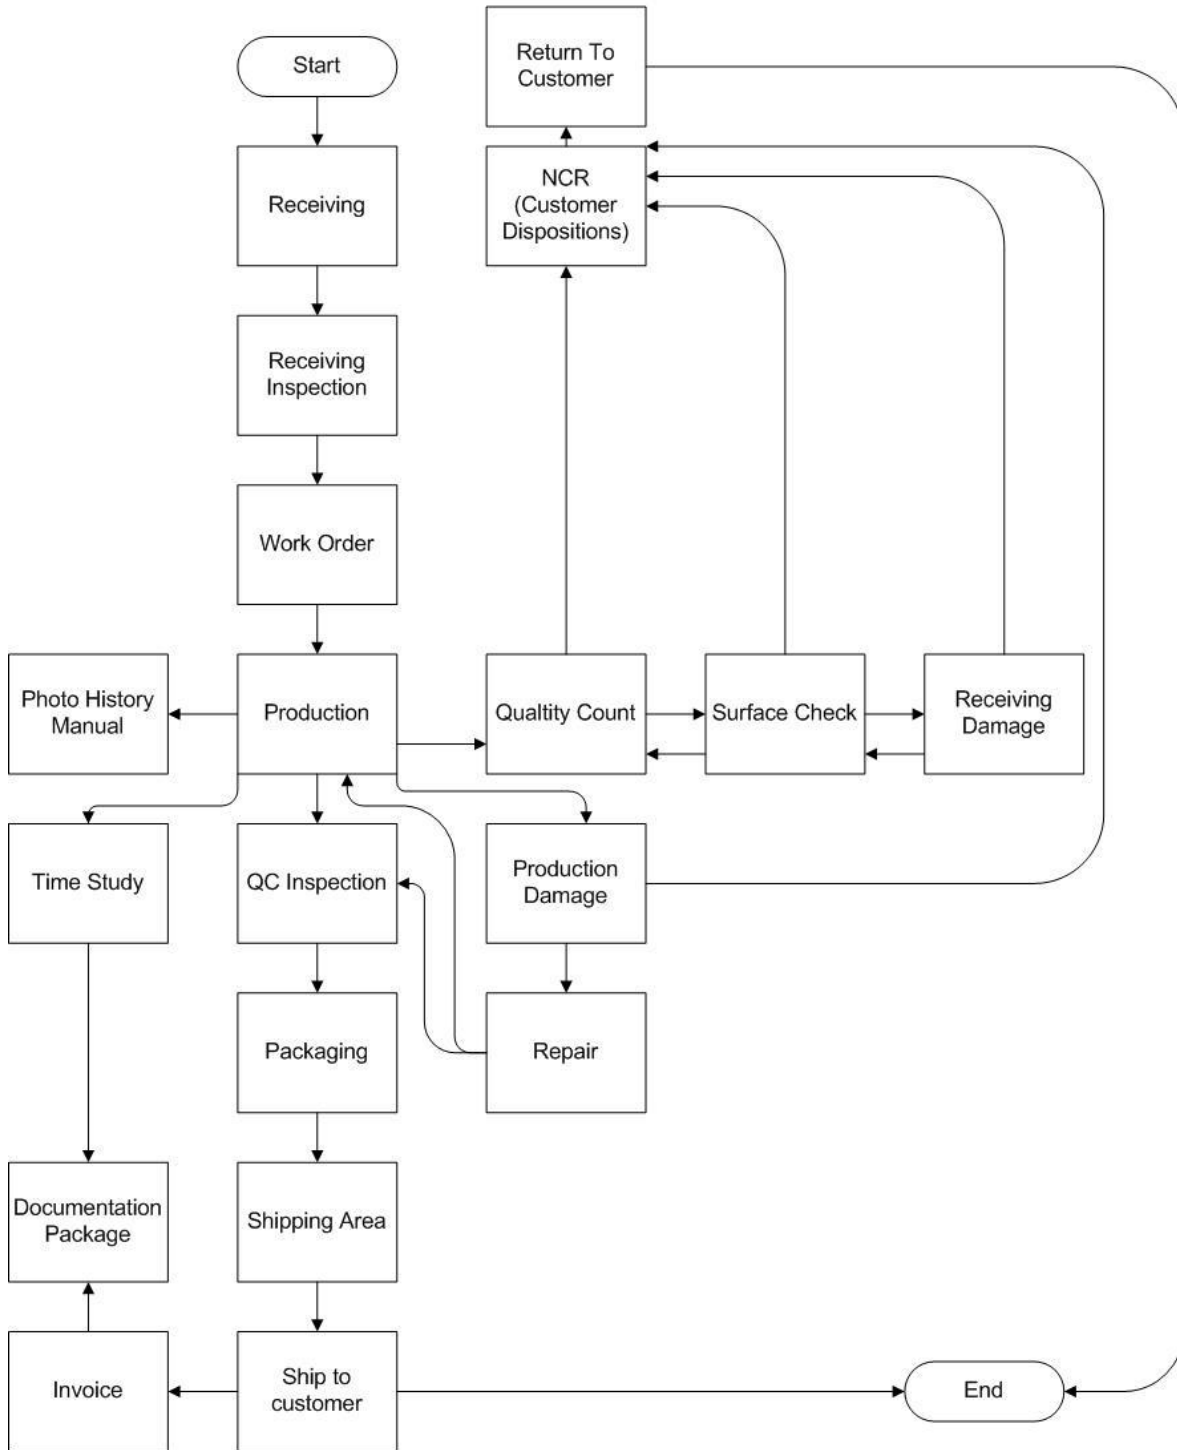 Start
Return To
Customer
Receiving
NCR
(Customer
Dispositions)
Receiving
Inspection
Work Order
Photo History
Manual
Production
Qualtity Count
Surface Check
Receiving
Damage
Time Study
QC Inspection
Production
Damage
Packaging
Repair
Documentation
Package
Shipping Area
Invoice
Ship to
customer
End